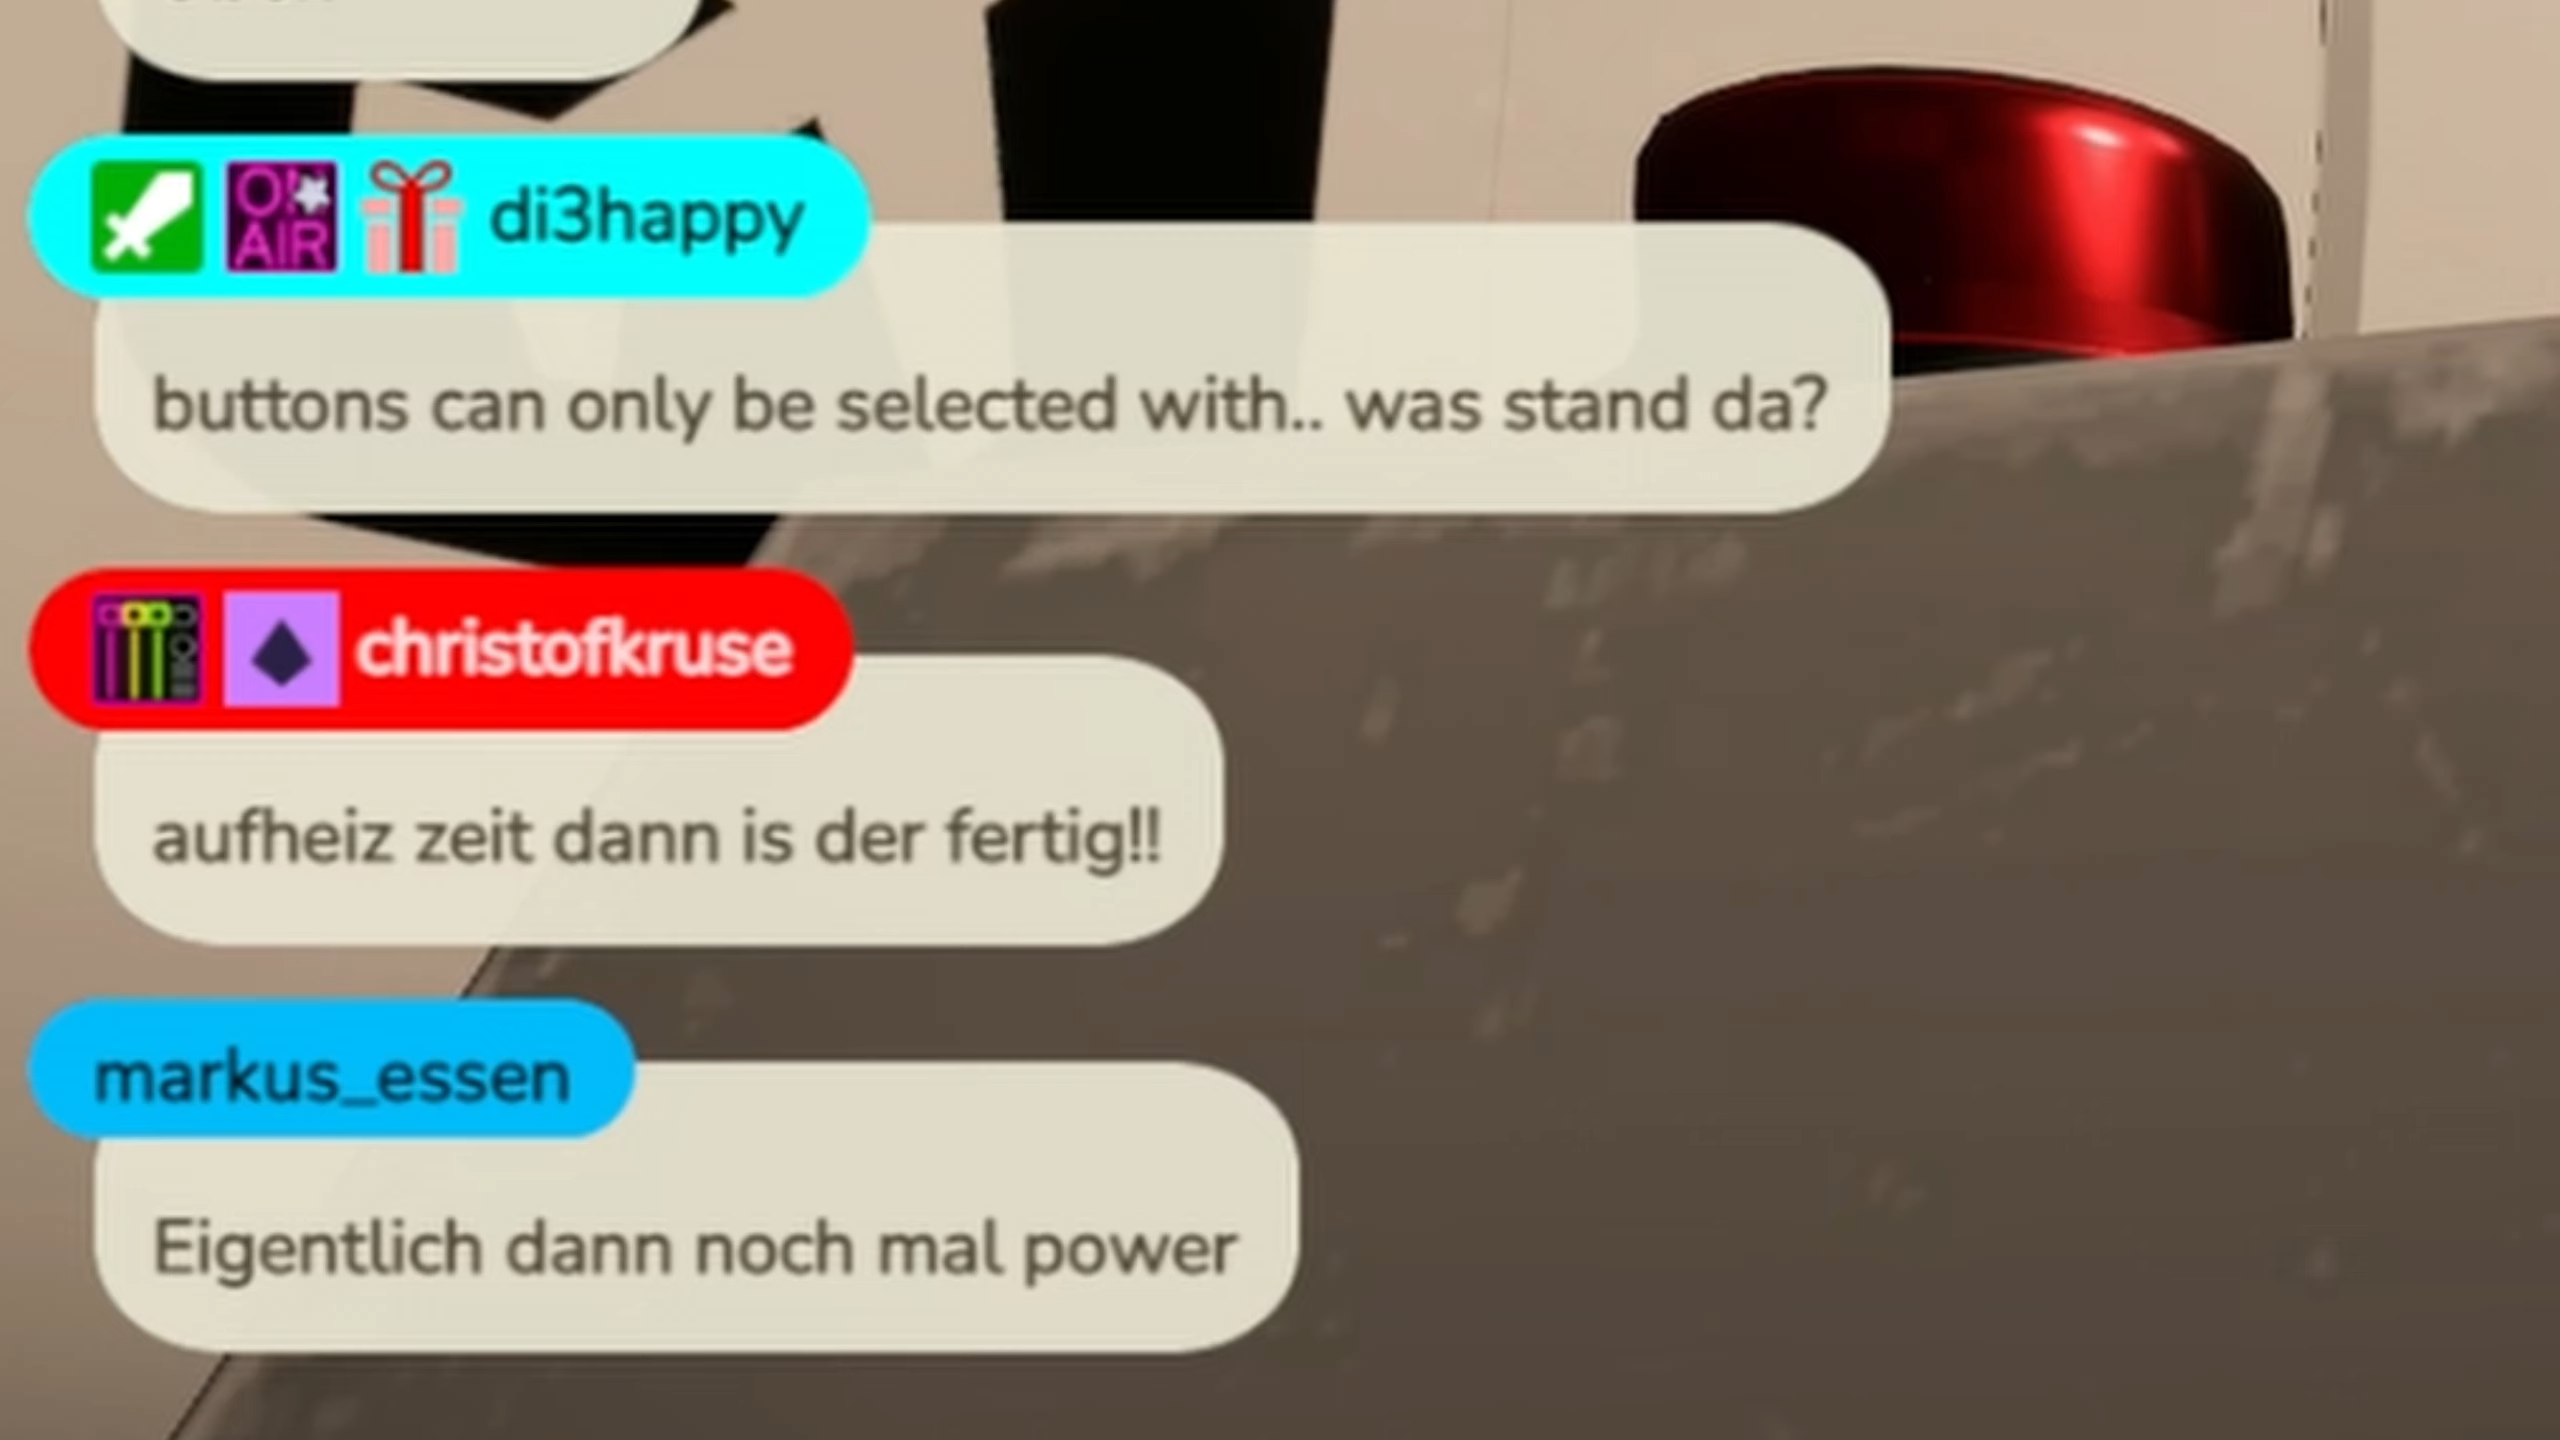 O! AIR di3happy
buttons can only be selected with.. was stand da?
christofkruse
aufheiz zeit dann is der fertig!!
markus_essen
Eigentlich dann noch mal power